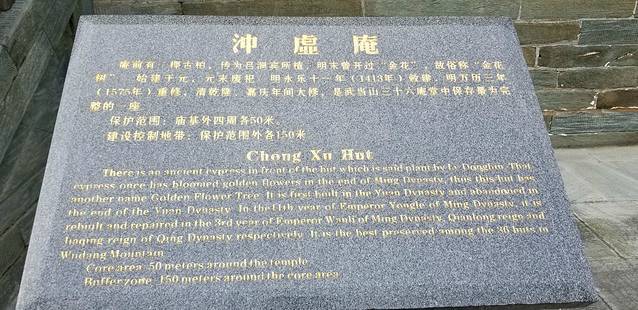 冲虚庵
庵前有一棵古柏，传为吕洞宾所植，明末曾开过“金花”，故俗称“金花
树”。始建于元，元末废圮。明永乐十一年（1413年）敕建，明万历三年
（1575年）重修，清乾隆、嘉庆年间大修，是武当山三十六庵堂中保存最为完
整的一座。
保护范围：庙基外四周各50米。
建设控制地带：保护范围外各150米
Chong Xu Hut
There is an ancient cypress in front of the hut which is said plant by Lv Dongbin. That
cypress once has bloomed golden flowers in the end of Ming Dynasty, thus this hut has
another name Golden Flower Tree. It is first built in the Yuan Dynasty and abandoned in
the end of the Yuan Dynasty. In the 11th year of Emperor Yongle of Ming Dynasty, it is
rebuilt and repaired in the 3rd year of Emperor Wanli of Ming Dynasty, Qianlong reign and
Jiaqing reign of Qing Dynasty respectively. It is the best preserved among the 36 huts in
Wudang Mountain.
Core area: 50 meters around the temple
Buffer zone: 150 meters around the core area